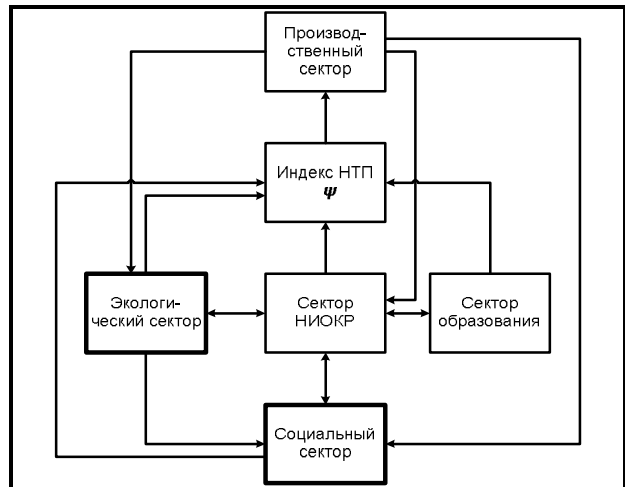 Производ-
ственный
сектор
Индекс НТП
ψ
Экологи-
ческий сектор
Сектор
НИОКР
Сектор
образования
Социальный
сектор